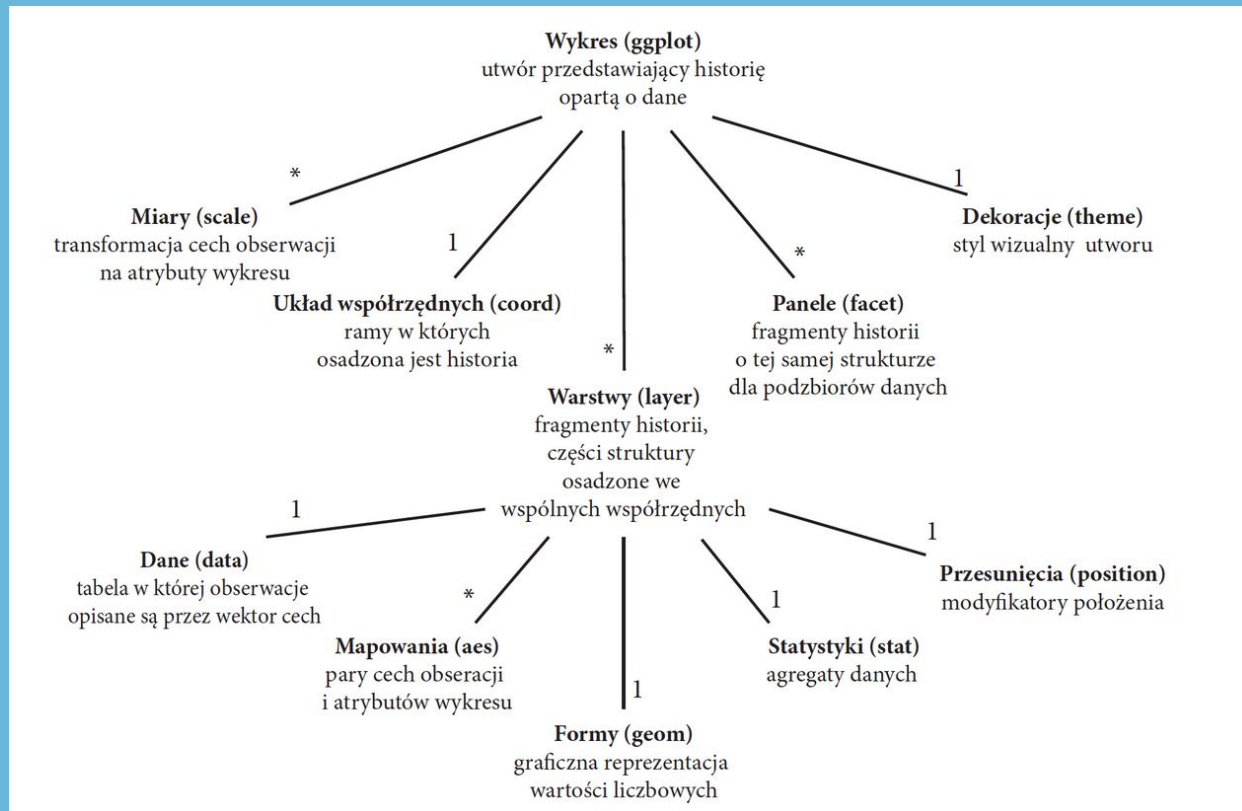 Wykres (ggplot)
utwór przedstawiający historię
opartą o dane
*
Miary (scale)
transformacja cech obserwacji
na atrybuty wykresu
1
Układ współrzędnych (coord)
ramy w których
osadzona jest historia
*
Warstwy (layer)
fragmenty historii,
części struktury
osadzone we
wspólnych współrzędnych
*
Panele (facet)
fragmenty historii
o tej samej strukturze
dla podzbiorów danych
1
Dekoracje (theme)
styl wizualny utworu
1
Dane (data)
tabela w której obserwacje
opisane są przez wektor cech
*
Mapowania (aes)
pary cech obseracji
i atrybutów wykresu
1
Formy (geom)
graficzna reprezentacja
wartości liczbowych
1
Statystyki (stat)
agregaty danych
1
Przesunięcia (position)
modyfikatory położenia